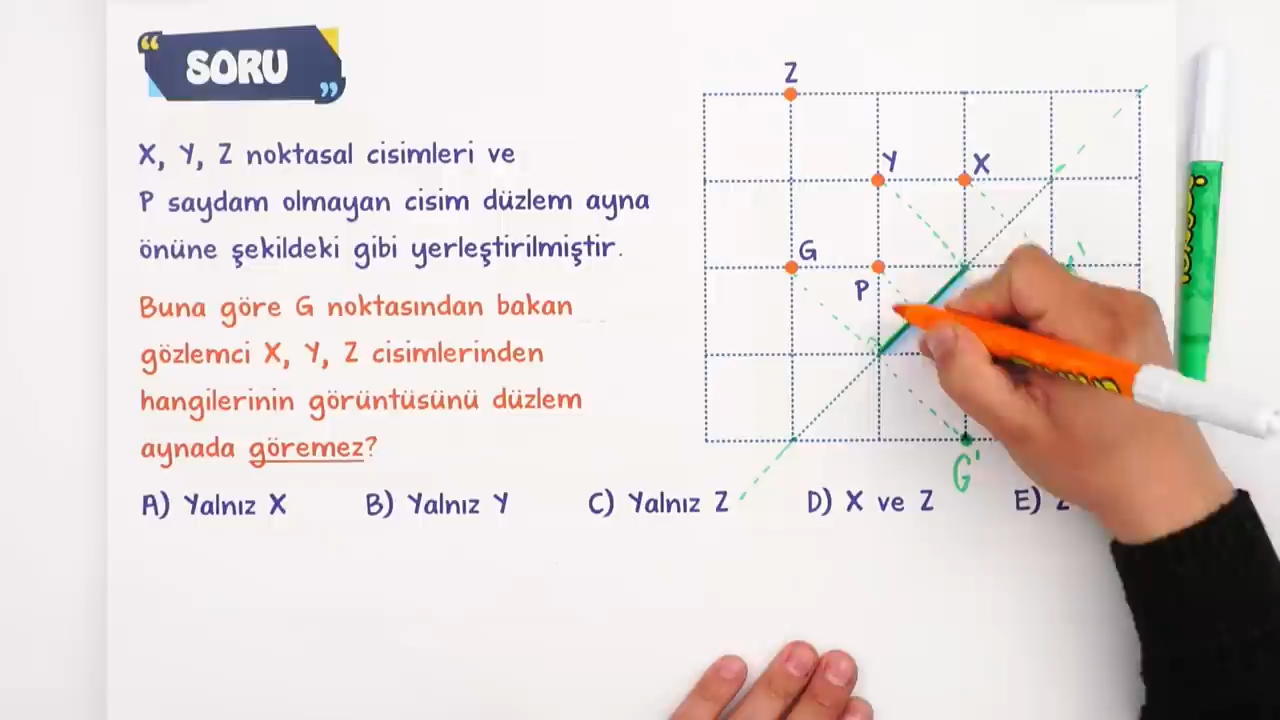 SORU
X, Y, Z noktasal cisimleri ve
P saydam olmayan cisim düzlem ayna
önüne şekildeki gibi yerleştirilmiştir.
Buna göre G noktasından bakan
gözlemci X, Y, Z cisimlerinden
hangilerinin görüntüsünü düzlem
aynada göremez?
A) Yalnız X B) Yalnız Y C) Yalnız Z D) X ve Z E)
Z
Y X
G
P
G'